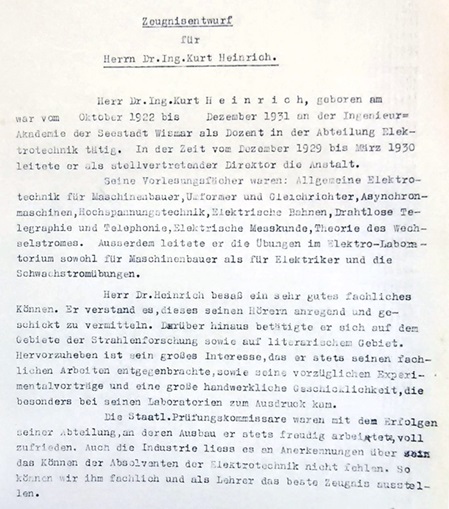 Zeugnisentwurf
für
Herrn Dr.Ing.Kurt Heinrich.
Herr Dr.Ing.Kurt H e i n r i c h, geboren am
war vom Oktober 1922 bis Dezember 1931 an der Ingenieur=
Akademie der Seestadt Wismar als Dozent in der Abteilung Elek-
trotechnik tätig. In der Zeit vom Dezember 1929 bis März 1930
leitete er als stellvertretender Direktor die Anstalt.
Seine Vorlesungsfächer waren: Allgemeine Elektro-
technik für Maschinenbauer,Umformer und Gleichrichter,Asynchron-
maschinen,Hochspannungstechnik,Elektrische Bahnen,Drahtlose Te-
legraphie und Telephonie,Elektrische Messkunde,Theorie des Wech-
selstromes. Ausserdem leitete er die Übungen im Elektro-Labora-
torium sowohl für Maschinenbauer als für Elektriker und die
Schwachstromübungen.
Herr Dr.Heinrich besaß ein sehr gutes fachliches
Können. Er verstand es,dieses seinen Hörern anregend und ge-
schickt zu vermitteln. Darüber hinaus betätigte er sich auf dem
Gebiete der Strahlenforschung sowie auf literarischem Gebiet.
Hervorzuheben ist sein großes Interesse,das er stets seinen fach-
lichen Arbeiten entgegenbrachte,sowie seine vorzüglichen Experi-
mentalvorträge und eine große handwerkliche Geschicklichkeit,die
besonders bei seinen Laboratorien zum Ausdruck kam.
Die Staatl.Prüfungskommissare waren mit dem Erfolgen
seiner Abteilung,an deren Ausbau er stets freudig arbeitete,voll
zufrieden. Auch die Industrie liess es an Anerkennungen über
das Können der Absolventen der Elektrotechnik nicht fehlen. So
können wir ihm fachlich und als Lehrer das beste Zeugnis ausstel-
len.